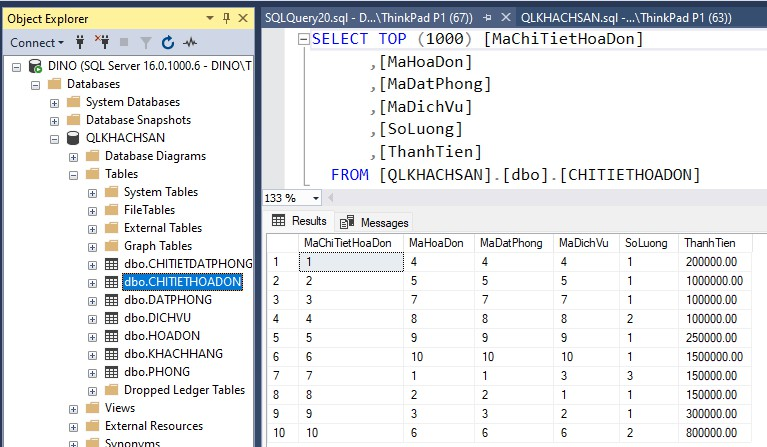 Object Explorer
Connect
DINO (SQL Server 16.0.1000.6 - DINO\T
Databases
System Databases
Database Snapshots
QLKHACHSAN
Database Diagrams
Tables
System Tables
FileTables
External Tables
Graph Tables
dbo.CHITIETDATPHONG
dbo.CHITIETHOADON
dbo.DATPHONG
dbo.DICHVU
dbo.HOADON
dbo.KHACHHANG
dbo.PHONG
Dropped Ledger Tables
Views
External Resources
Synonyms
SQLQuery20.sql - D...\ThinkPad P1 (67)) QLKHACHSAN.sql -...\ThinkPad P1 (63))
SELECT TOP (1000) [MaChiTietHoaDon]
,[MaHoaDon]
,[MaDatPhong]
,[MaDichVu]
,[SoLuong]
,[ThanhTien]
FROM [QLKHACHSAN].[dbo].[CHITIETHOADON]
133 %
Results Messages
MaChiTietHoaDon MaHoaDon MaDatPhong MaDichVu SoLuong ThanhTien
1 1 4 4 4 1 200000.00
2 2 5 5 5 1 1000000.00
3 3 7 7 7 1 100000.00
4 4 8 8 8 2 100000.00
5 5 9 9 9 1 250000.00
6 6 10 10 10 1 1500000.00
7 7 1 1 3 3 150000.00
8 8 2 2 1 1 150000.00
9 9 3 3 2 1 300000.00
10 10 6 6 6 2 800000.00